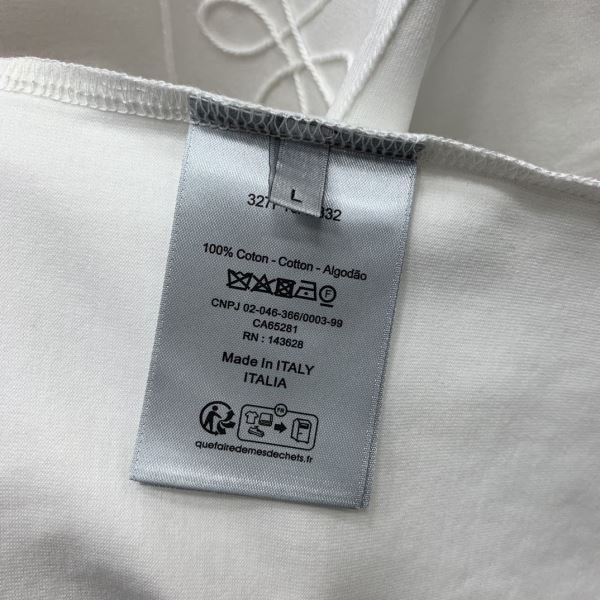 L
100% Coton - Cotton - Algodão
CNPJ 02-046-366/0003-99
CA65281
RN : 143628
Made In ITALY
ITALIA
FR
quefairedemesdechets.fr